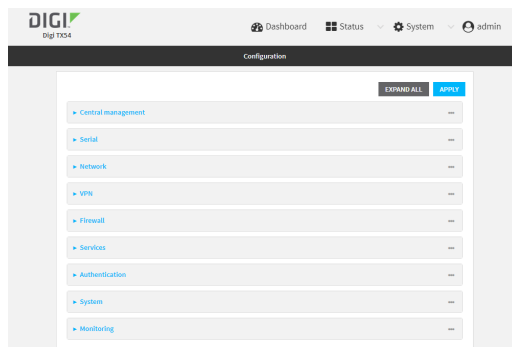 DIGI
Digi TX54
Dashboard Status System admin
Configuration
EXPAND ALL APPLY
Central management
Serial
Network
VPN
Firewall
Services
Authentication
System
Monitoring